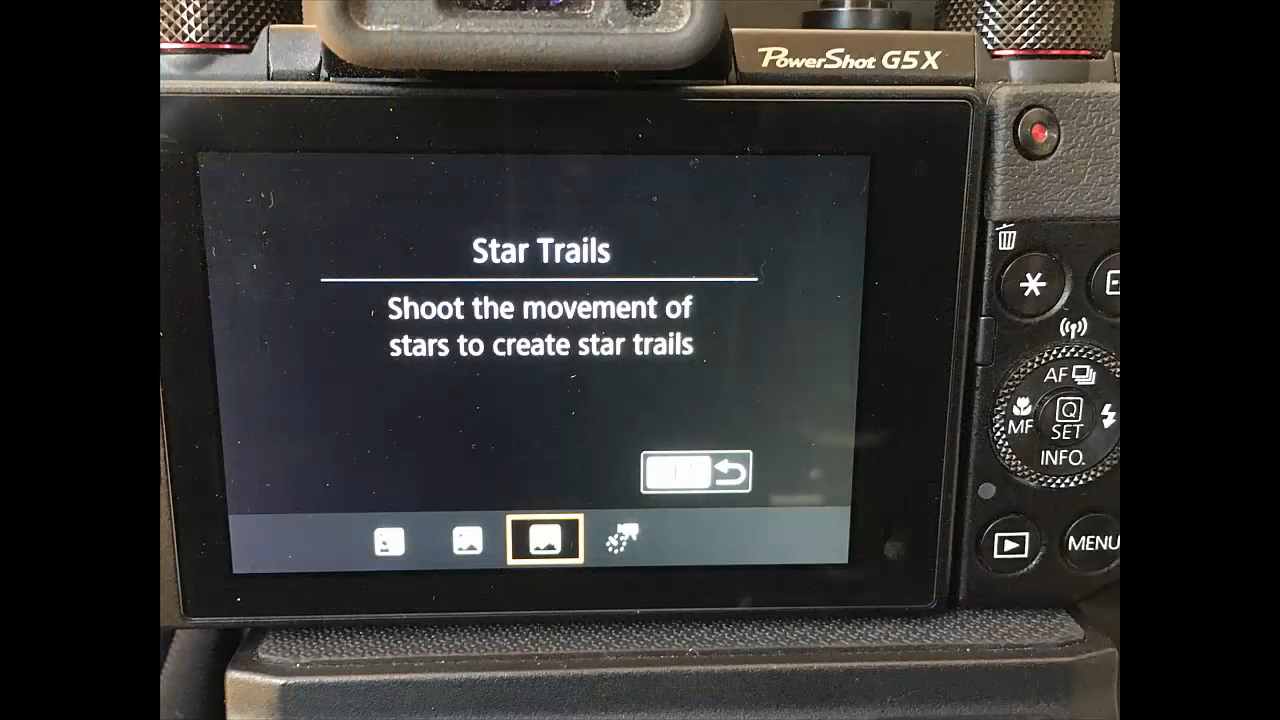 PowerShot G5X
Star Trails
Shoot the movement of
stars to create star trails
AF
MF
Q
SET
INFO.
MENU